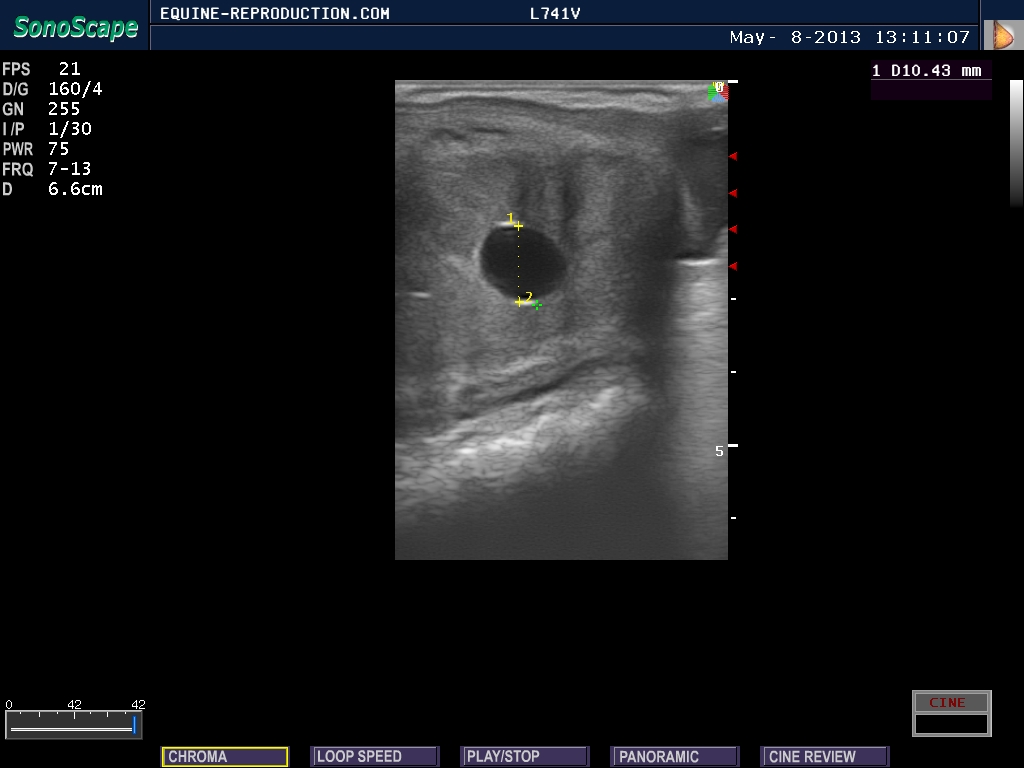 SonoScape
EQUINE-REPRODUCTION.COM L741V
May- 8-2013 13:11:07
FPS 21
D/G 160/4
GN 255
I/P 1/30
PWR 75
FRQ 7-13
D 6.6cm
1 D10.43 mm
0
1
2
5
0 42 42
CINE
CHROMA LOOP SPEED PLAY/STOP PANORAMIC CINE REVIEW